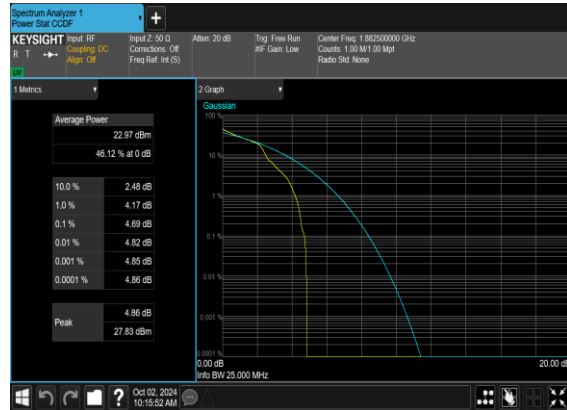 Spectrum Analyzer 1
Power Stat CCDF
+
KEYSIGHT
R T
Input: RF
Coupling: DC
Align: Off
Input Z: 50 Ω
Corrections: Off
Freq Ref: Int (S)
Atten: 20 dB
Trig: Free Run
#IF Gain: Low
Center Freq: 1.882500000 GHz
Counts: 1.00 M/1.00 Mpt
Radio Std: None
1 Metrics
Average Power
22.97 dBm
46.12 % at 0 dB
10.0 % 2.48 dB
1.0 % 4.17 dB
0.1 % 4.69 dB
0.01 % 4.82 dB
0.001 % 4.85 dB
0.0001 % 4.86 dB
Peak
4.86 dB
27.83 dBm
2 Graph
Gaussian
100 %
10 %
1 %
0.1 %
0.01 %
0.001 %
0.0001 %
0.00 dB
20.00 dB
Info BW 25.000 MHz
?
Oct 02, 2024
10:15:52 AM